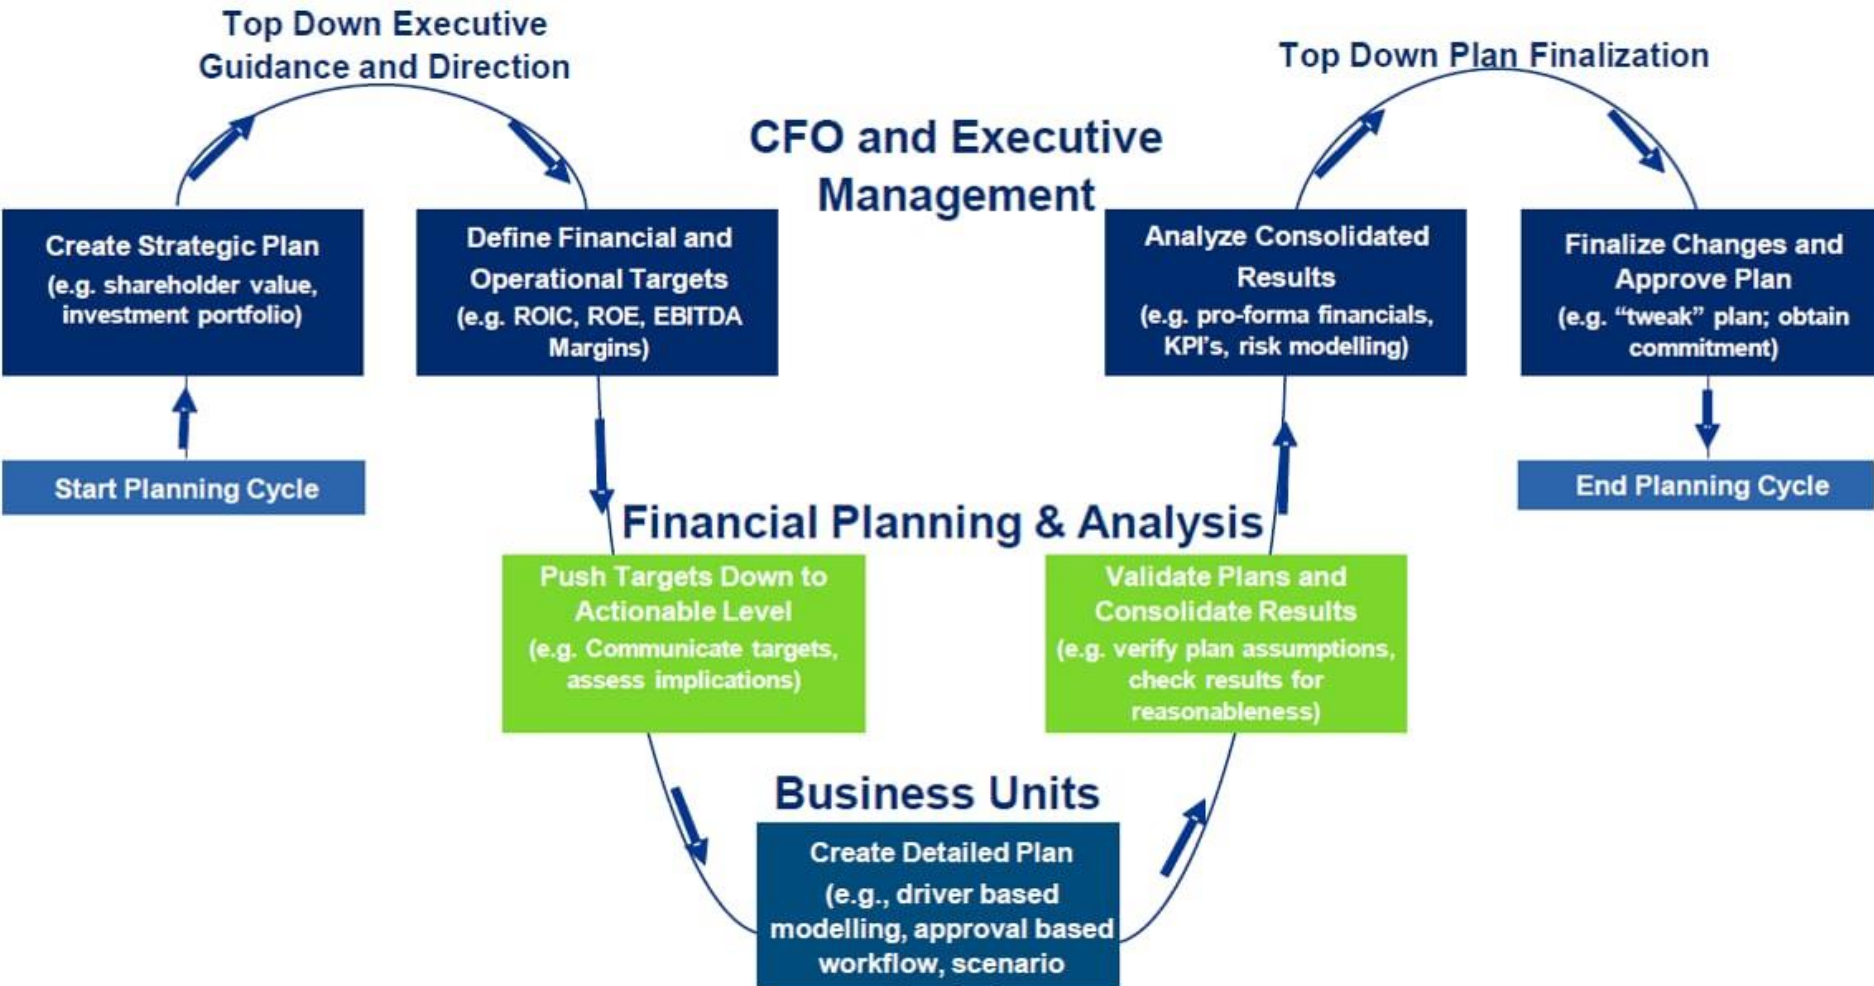 Top Down Executive
Guidance and Direction
Top Down Plan Finalization
CFO and Executive
Management
Create Strategic Plan
(e.g. shareholder value,
investment portfolio)
Define Financial and
Operational Targets
(e.g. ROIC, ROE, EBITDA
Margins)
Analyze Consolidated
Results
(e.g. pro-forma financials,
KPI's, risk modelling)
Finalize Changes and
Approve Plan
(e.g. “tweak” plan; obtain
commitment)
Start Planning Cycle
End Planning Cycle
Financial Planning & Analysis
Push Targets Down to
Actionable Level
(e.g. Communicate targets,
assess implications)
Validate Plans and
Consolidate Results
(e.g. verify plan assumptions,
check results for
reasonableness)
Business Units
Create Detailed Plan
(e.g., driver based
modelling, approval based
workflow, scenario